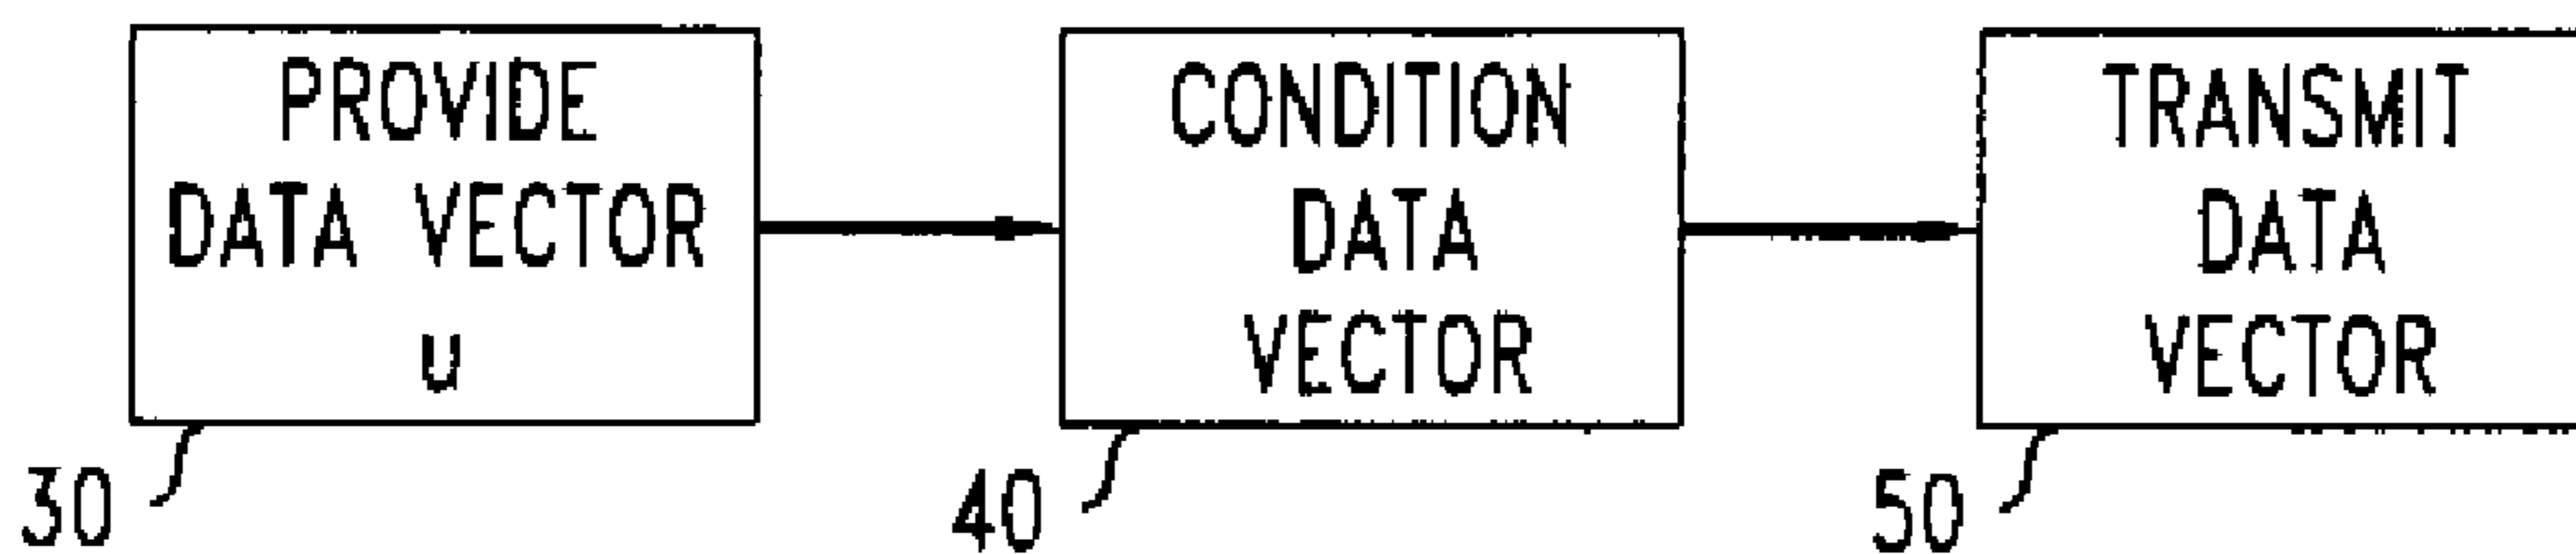 PROVIDE
DATA VECTOR
u
CONDITION
DATA
VECTOR
TRANSMIT
DATA
VECTOR
30
40
50